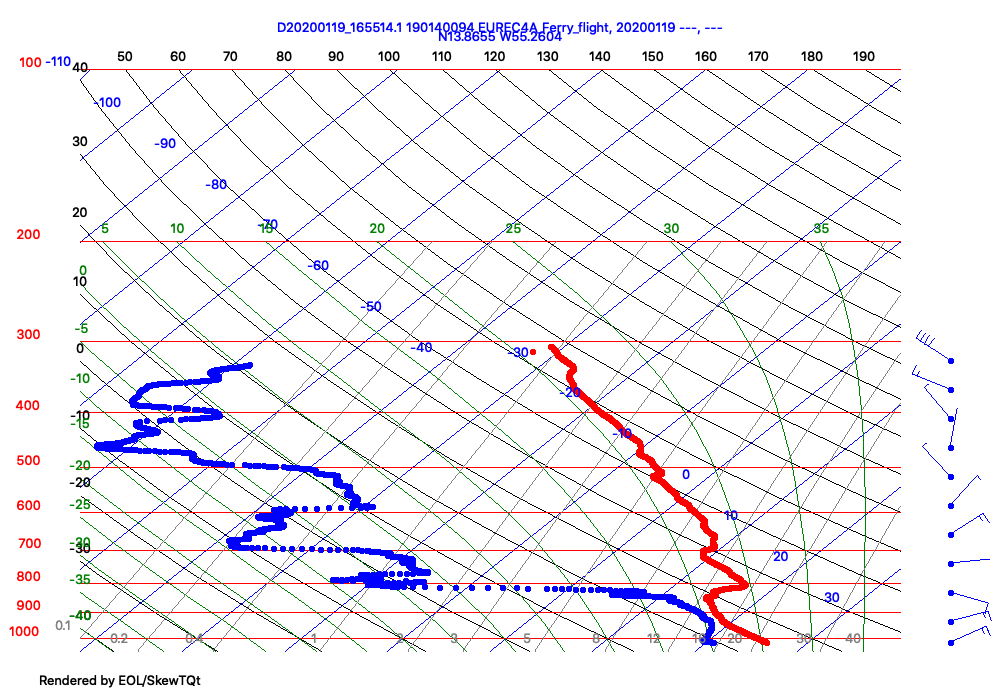 D20200119_165514.1 190140094 EUREC4A_Ferry_flight, 20200119 ---, ---
N13.8655 W55.2604
50 60 70 80 90 100 110 120 130 140 150 160 170 180 190
100 -110 40
-100
30 -90
-80
20 -70
5 10 15 20 25 30 35
200
-60
0
10
-50
-5
300
0 -40 -30
-10
-20
400
-10
-15
-10
500 -20 0
-20
600 -25 10
700 -30
-30 20
800 -35
900 -40 30
1000 0.1 0.2 0.4 1 2 3 5 8 12 16 20 30 40
Rendered by EOL/SkewTQt